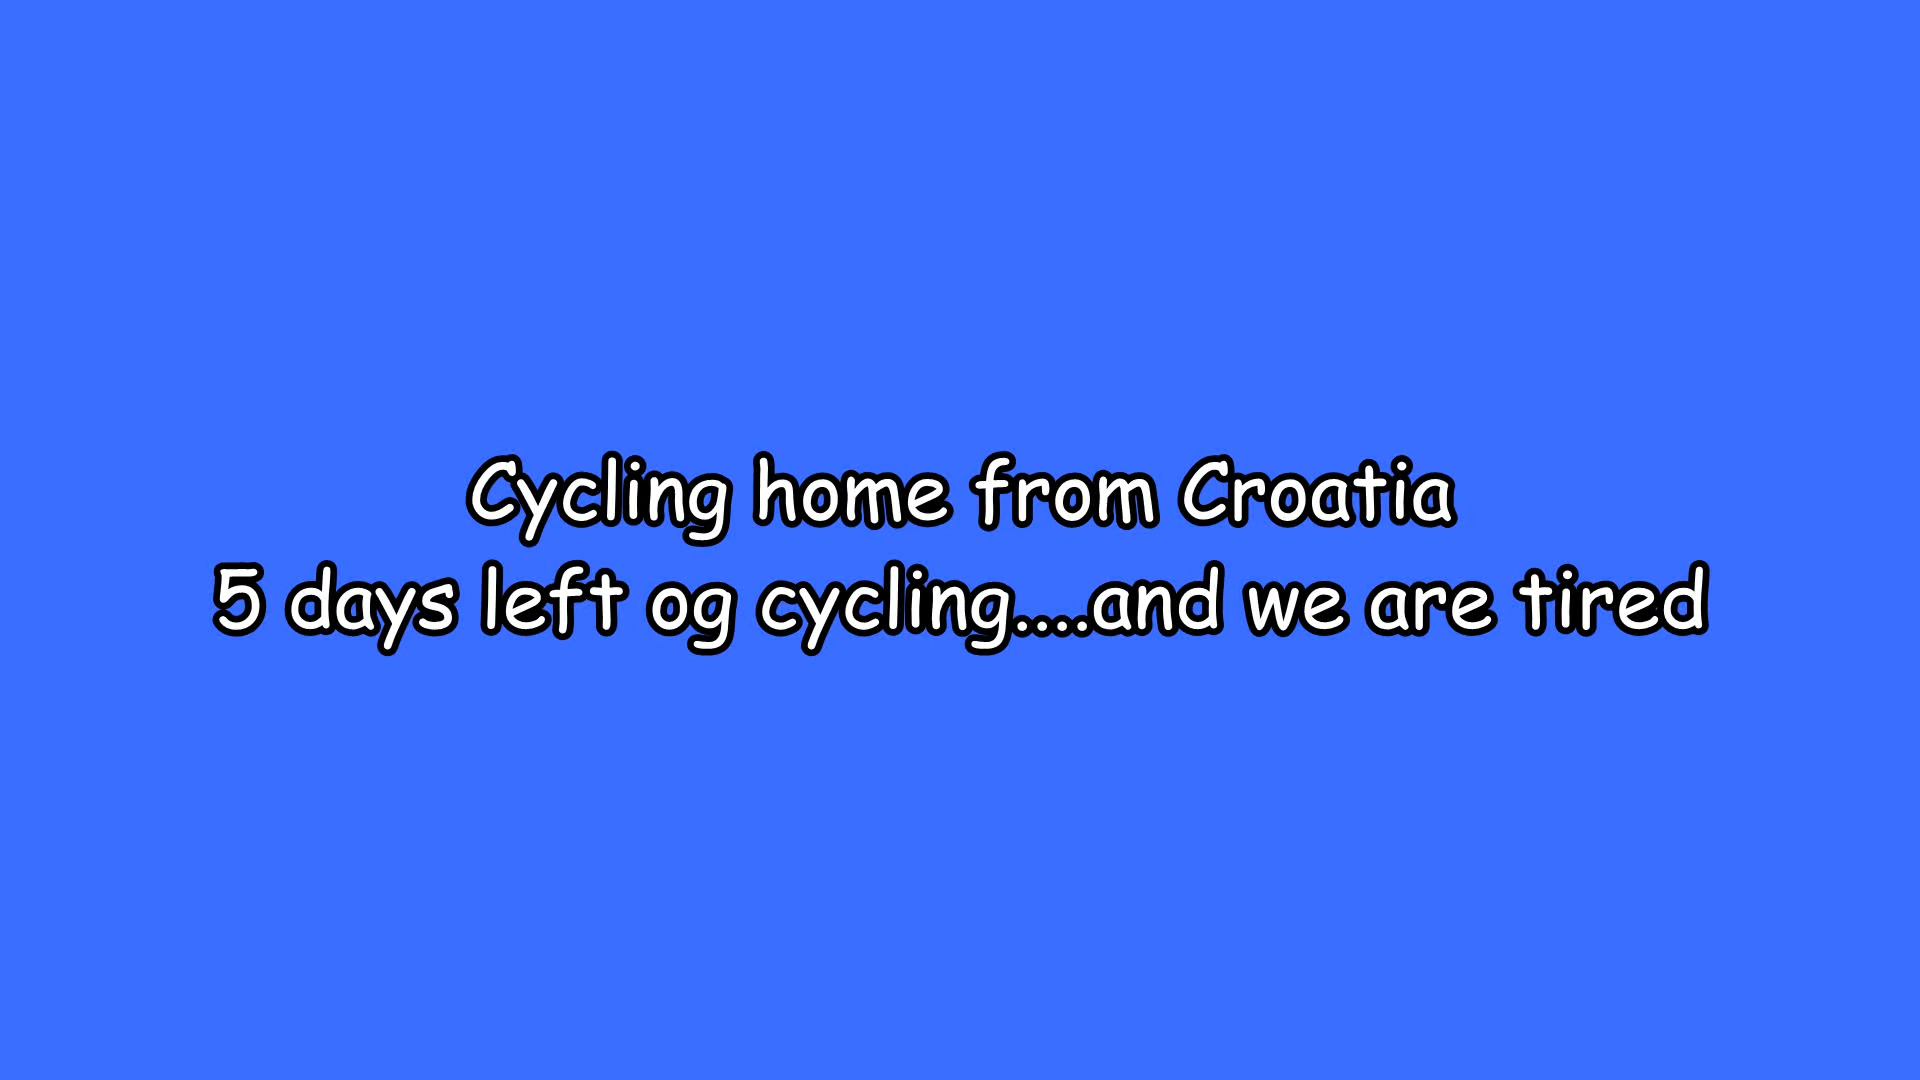 Cycling home from Croatia
5 days left og cycling....and we are tired